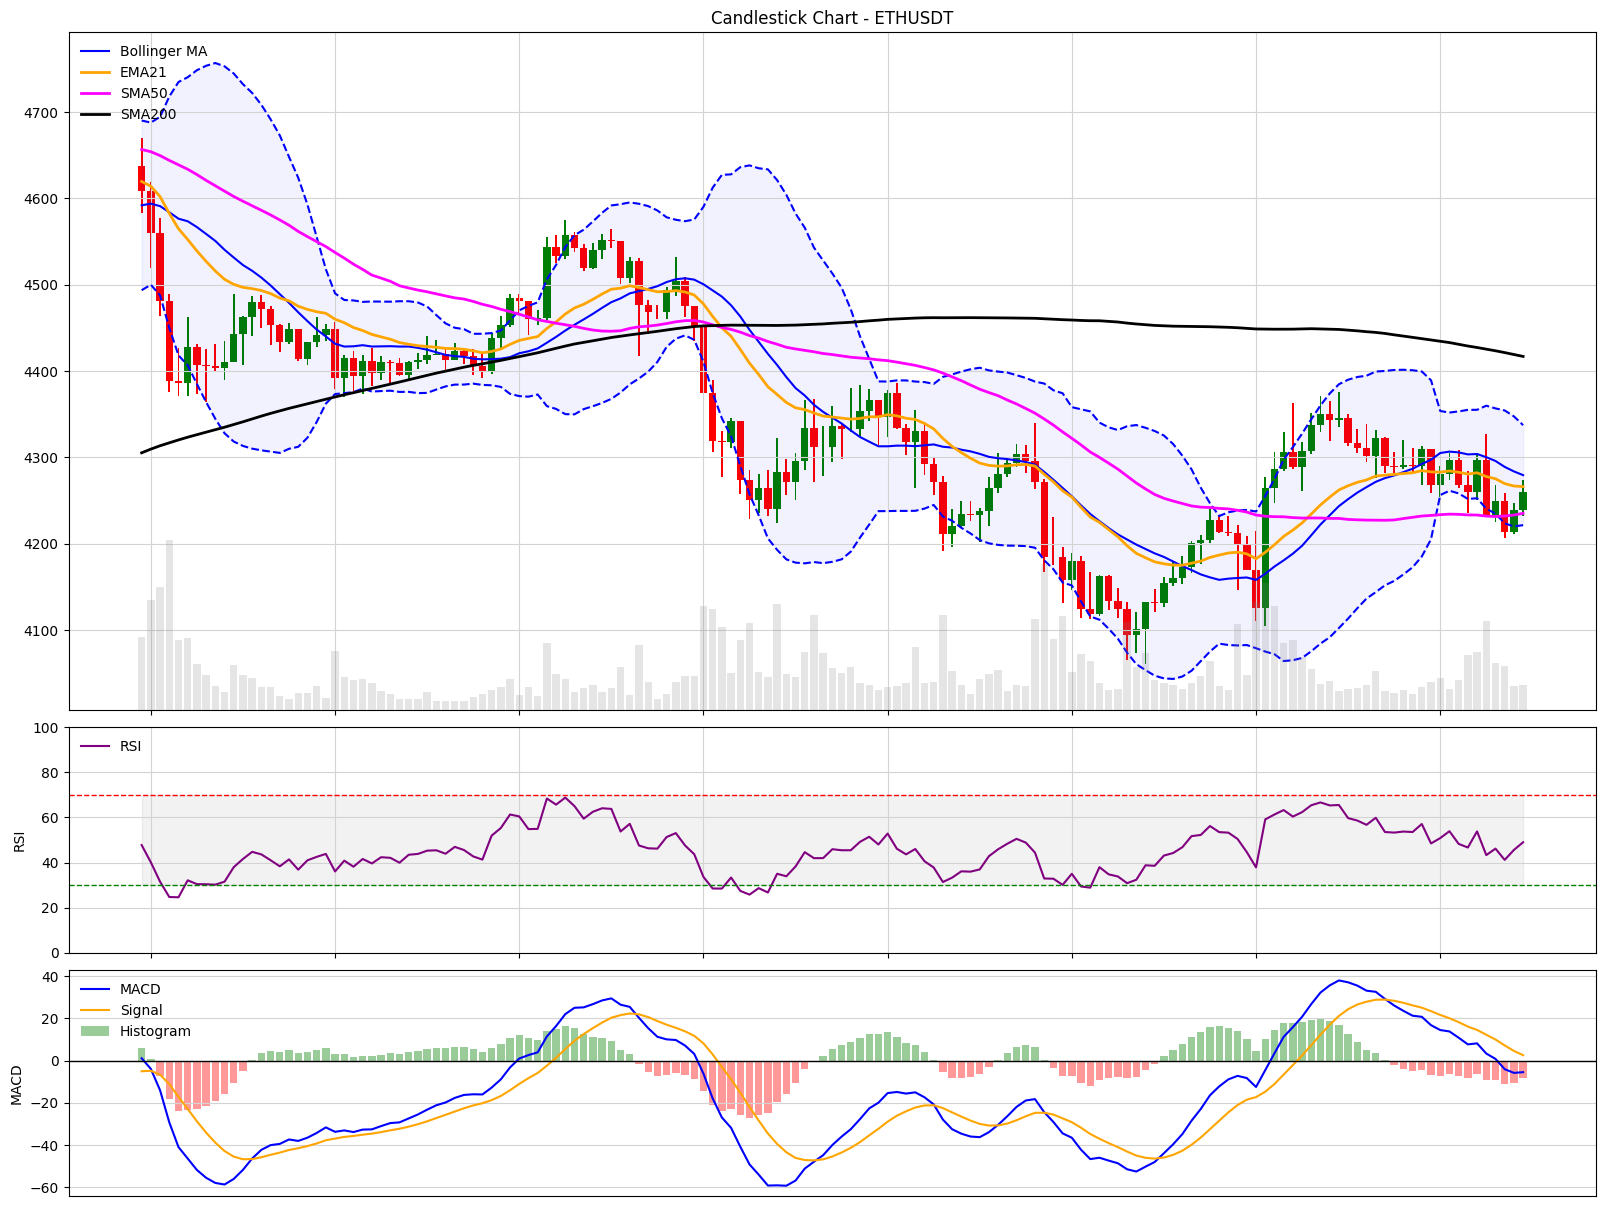 Candlestick Chart - ETHUSDT
Bollinger MA
EMA21
SMA50
SMA200
4700
4600
4500
4400
4300
4200
4100
100
RSI
80
60
RSI
40
20
0
40
MACD
Signal
20
Histogram
0
MACD
−20
−40
−60